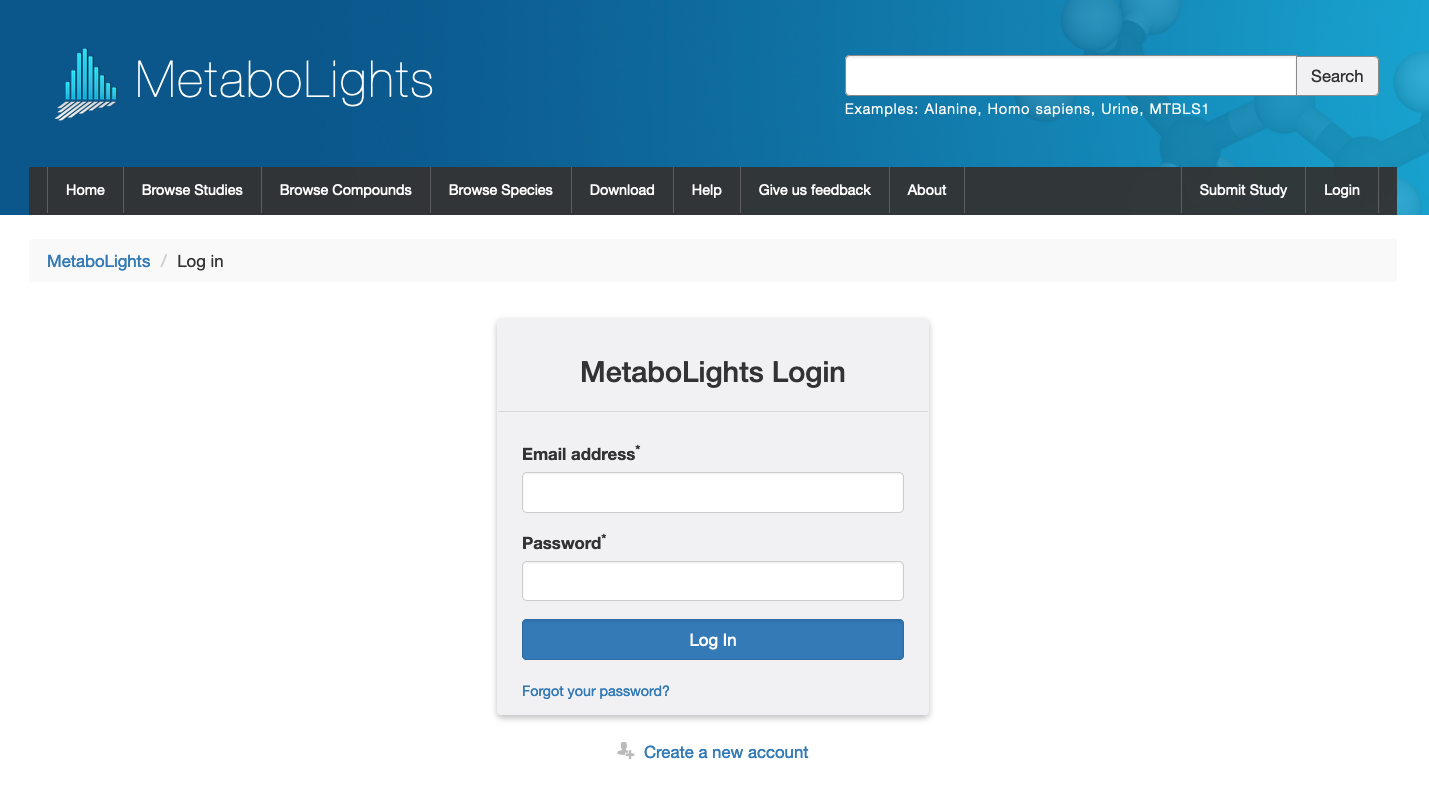 MetaboLights
Search
Examples: Alanine, Homo sapiens, Urine, MTBLS1
Home Browse Studies Browse Compounds Browse Species Download Help Give us feedback About Submit Study Login
MetaboLights / Log in
MetaboLights Login
Email address*
Password*
Log In
Forgot your password?
Create a new account